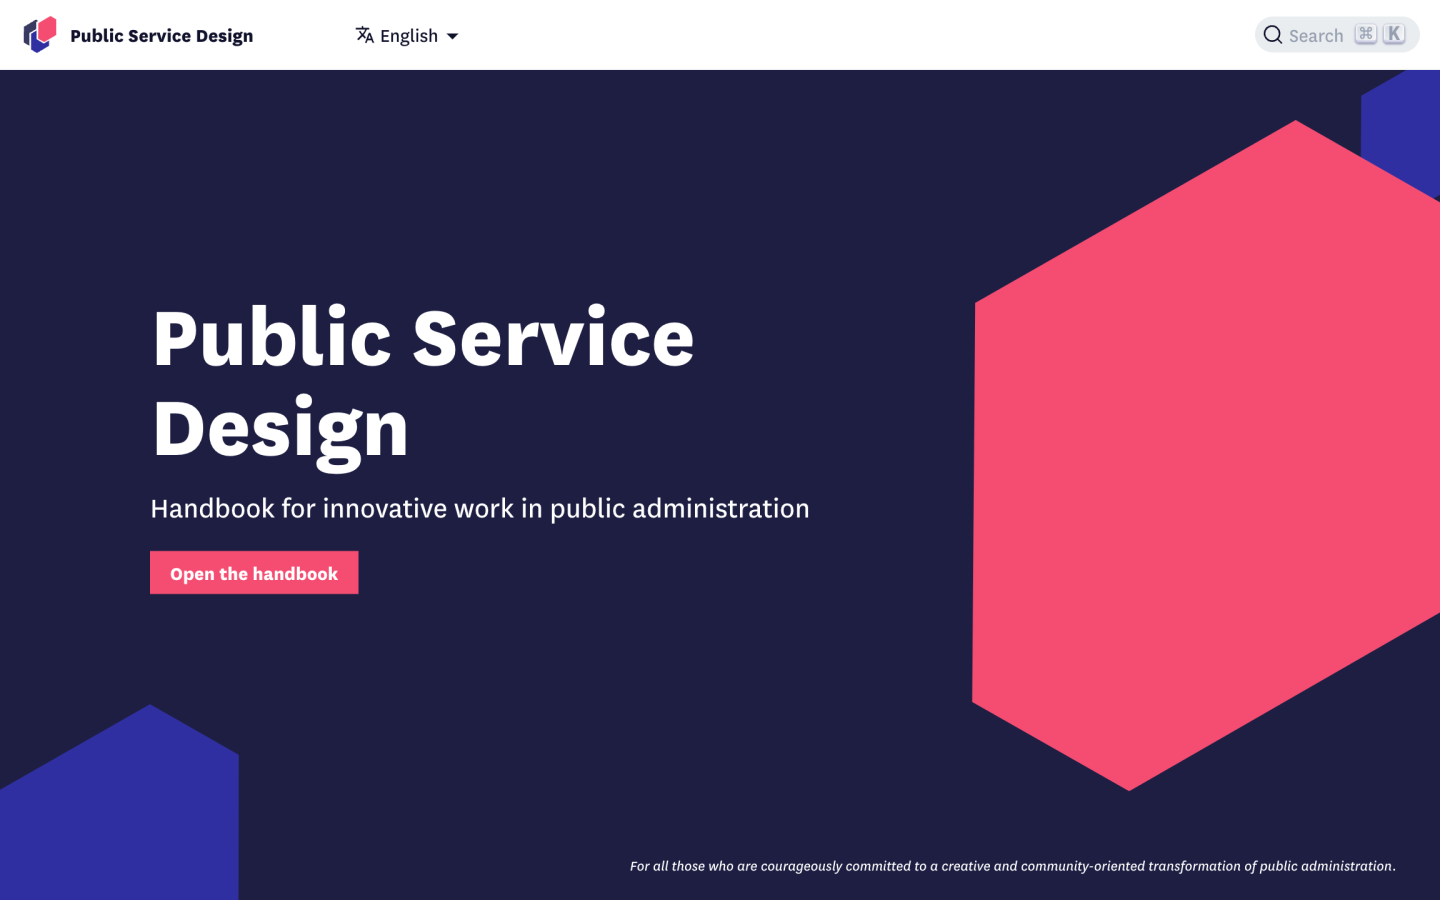 Public Service Design
English
Search ⌘ K
Public Service
Design
Handbook for innovative work in public administration
Open the handbook
For all those who are courageously committed to a creative and community-oriented transformation of public administration.